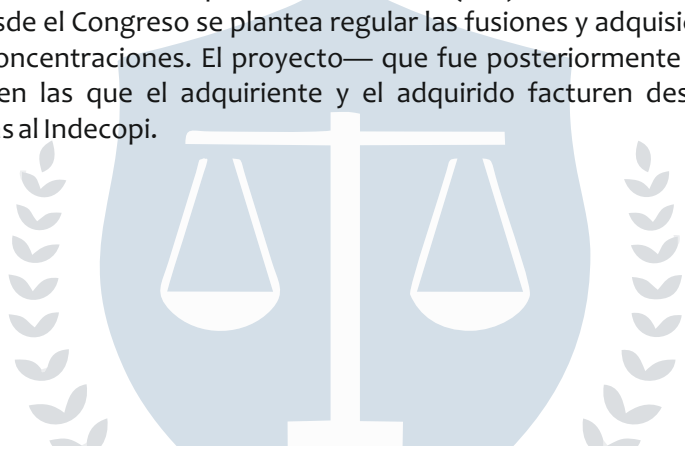 sde el Congreso se plantea regular las fusiones y adquisi
oncentraciones. El proyecto— que fue posteriormente
en las que el adquiriente y el adquirido facturen des
s al Indecopi.